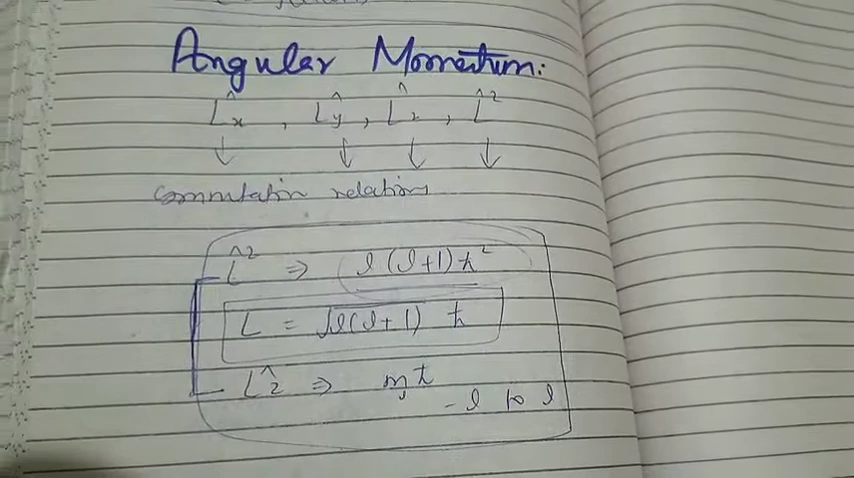 Angular Momentum:
L̂x , L̂y , L̂z , L̂²
↓ ↓ ↓ ↓
Commutation relations
L̂² ⇒ l(l+1)ħ²
L = √l(l+1) ħ
L̂z ⇒ mħ
-l to l